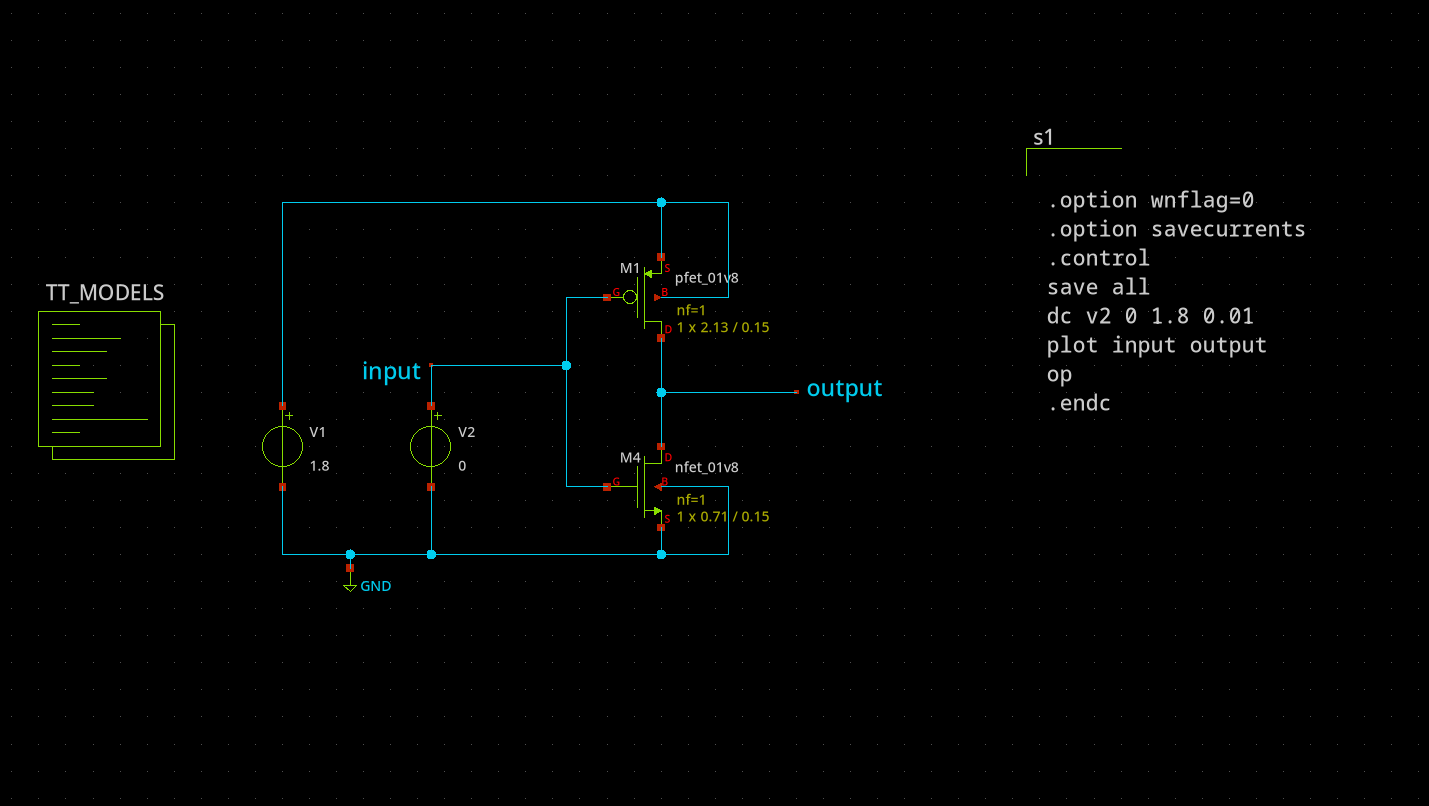 s1
.option wnflag=0
.option savecurrents
.control
save all
dc v2 0 1.8 0.01
plot input output
op
.endc
TT_MODELS
M1
S
pfet_01v8
G
B
nf=1
1 x 2.13 / 0.15
D
input
output
+
V1
1.8
+
V2
0
M4
D
nfet_01v8
G
B
nf=1
1 x 0.71 / 0.15
S
GND